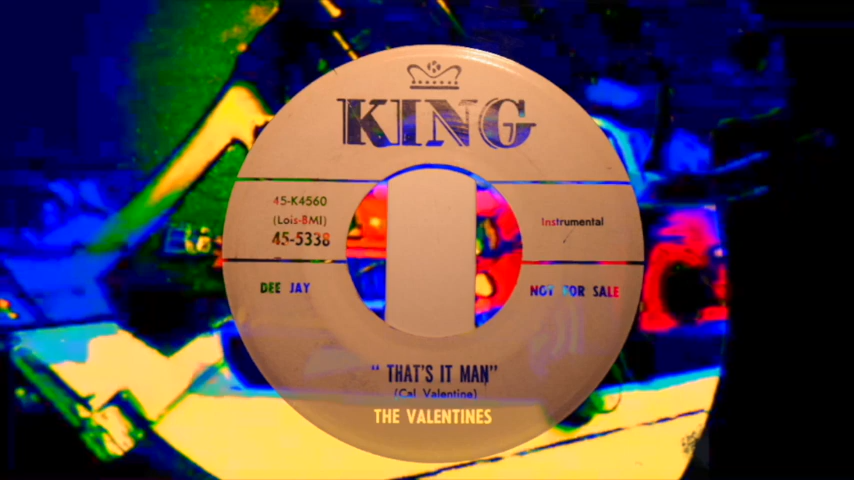 KING
45-K4560
(Lois-BMI)
45-5338
Instrumental
DEE JAY
NOT FOR SALE
“ THAT'S IT MAN”
(Cal Valentine)
THE VALENTINES